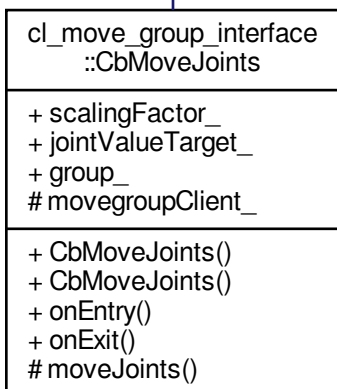 cl_move_group_interface
::CbMoveJoints
+ scalingFactor_
+ jointValueTarget_
+ group_
# movegroupClient_
+ CbMoveJoints()
+ CbMoveJoints()
+ onEntry()
+ onExit()
# moveJoints()